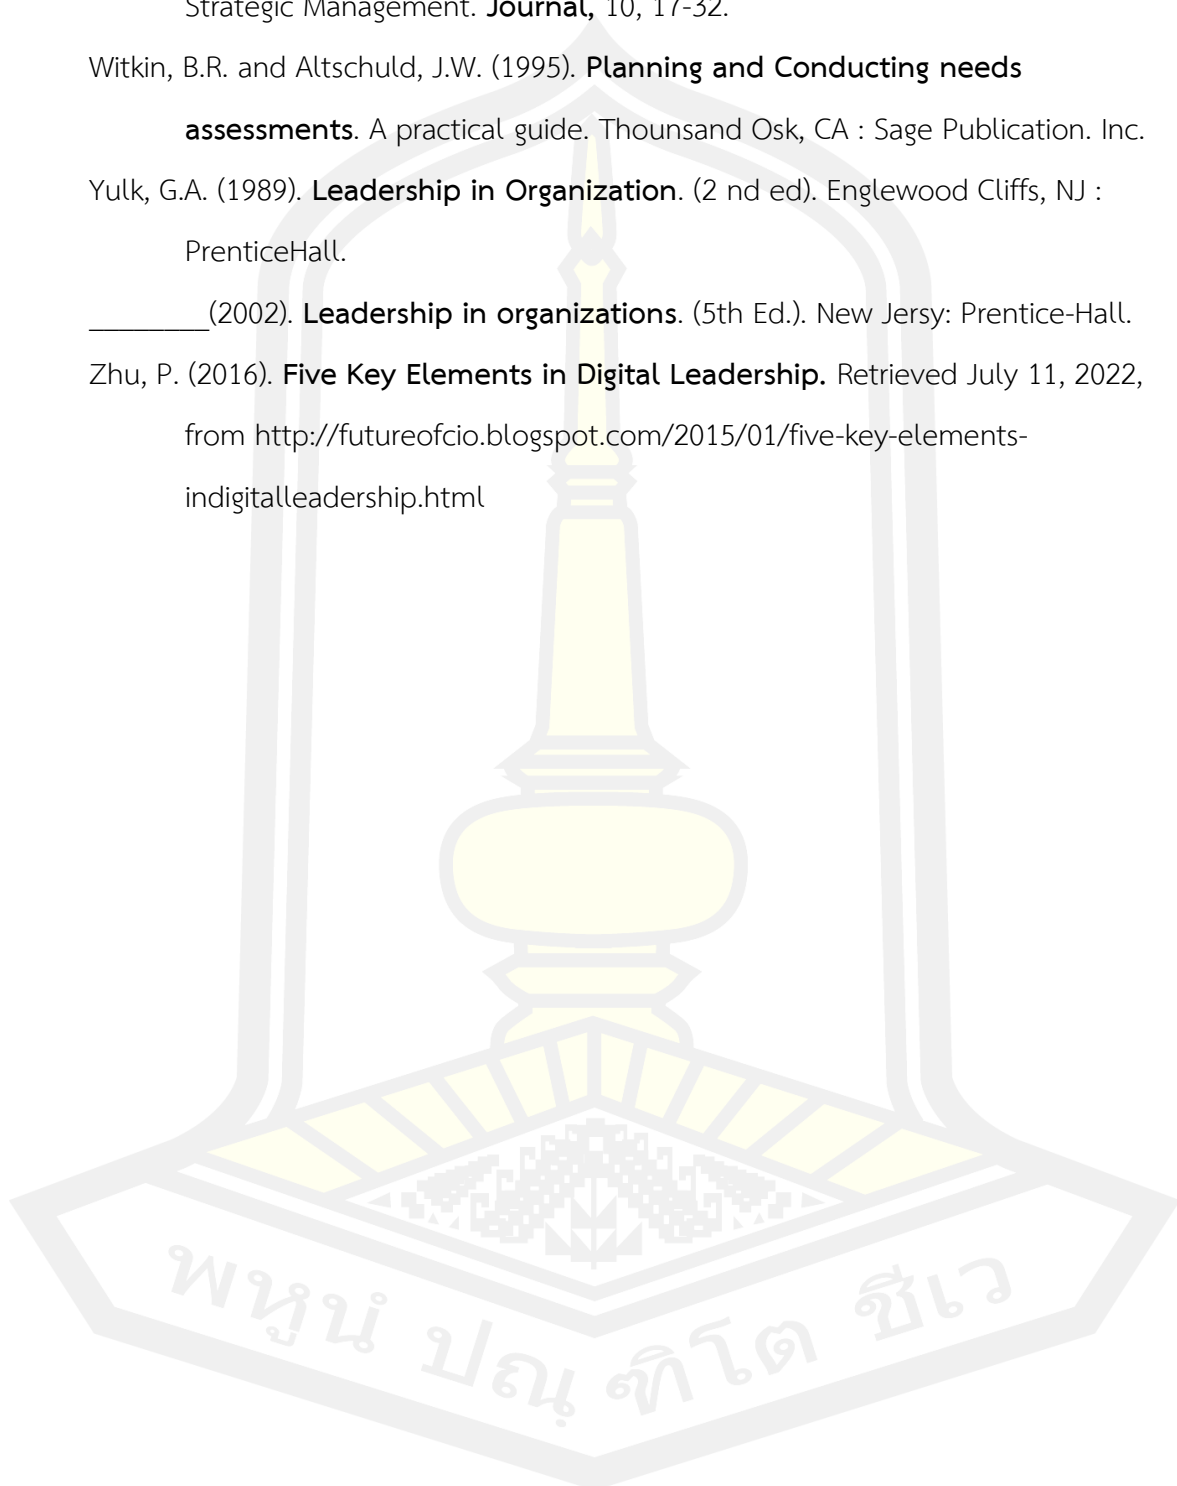 Strategic Management. Journal, 10, 17-32.
Witkin, B.R. and Altschuld, J.W. (1995). Planning and Conducting needs
assessments. A practical guide. Thounsand Osk, CA : Sage Publication. Inc.
Yulk, G.A. (1989). Leadership in Organization. (2 nd ed). Englewood Cliffs, NJ :
PrenticeHall.
________(2002). Leadership in organizations. (5th Ed.). New Jersy: Prentice-Hall.
Zhu, P. (2016). Five Key Elements in Digital Leadership. Retrieved July 11, 2022,
from http://futureofcio.blogspot.com/2015/01/five-key-elements-
indigitalleadership.html
พหูนํ ปณฺฑิโต ชีเว